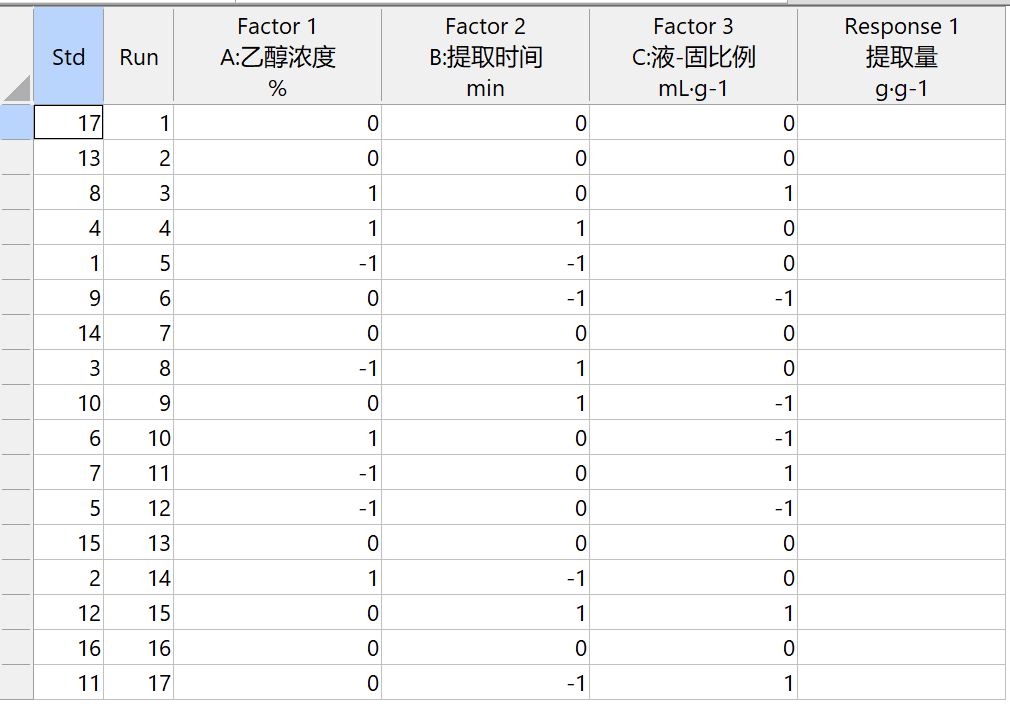 Std Run Factor 1 Factor 2 Factor 3 Response 1
A:乙醇浓度 B:提取时间 C:液-固比例 提取量
% min mL·g-1 g·g-1
17 1 0 0 0
13 2 0 0 0
8 3 1 0 1
4 4 1 1 0
1 5 -1 -1 0
9 6 0 -1 -1
14 7 0 0 0
3 8 -1 1 0
10 9 0 1 -1
6 10 1 0 -1
7 11 -1 0 1
5 12 -1 0 -1
15 13 0 0 0
2 14 1 -1 0
12 15 0 1 1
16 16 0 0 0
11 17 0 -1 1